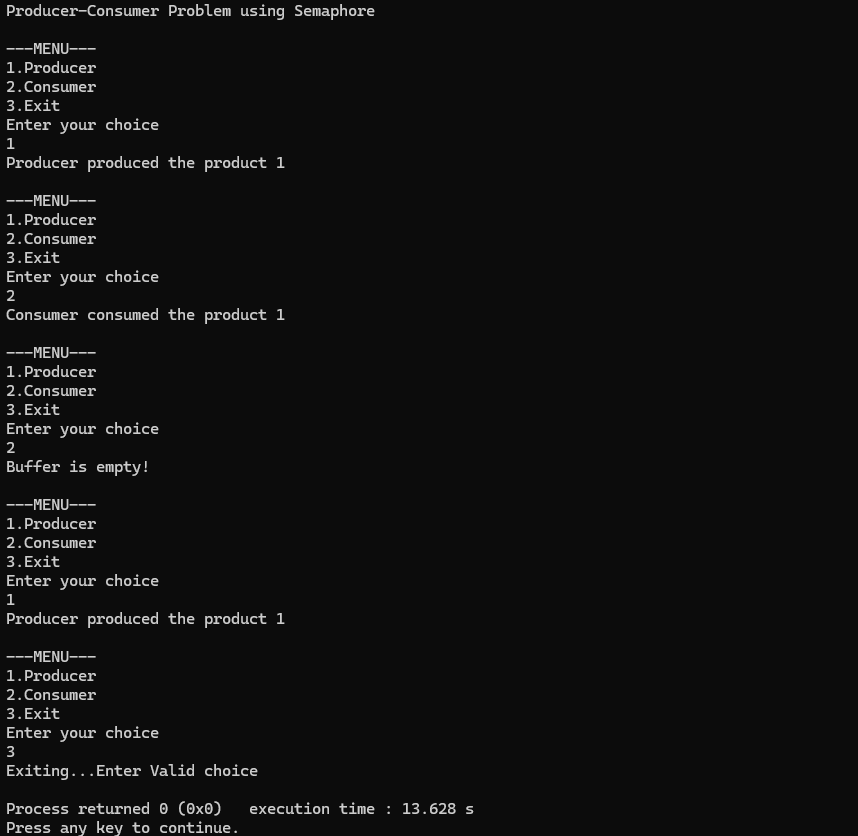 Producer-Consumer Problem using Semaphore
---MENU---
1.Producer
2.Consumer
3.Exit
Enter your choice
1
Producer produced the product 1
---MENU---
1.Producer
2.Consumer
3.Exit
Enter your choice
2
Consumer consumed the product 1
---MENU---
1.Producer
2.Consumer
3.Exit
Enter your choice
2
Buffer is empty!
---MENU---
1.Producer
2.Consumer
3.Exit
Enter your choice
1
Producer produced the product 1
---MENU---
1.Producer
2.Consumer
3.Exit
Enter your choice
3
Exiting...Enter Valid choice
Process returned 0 (0x0)   execution time : 13.628 s
Press any key to continue.